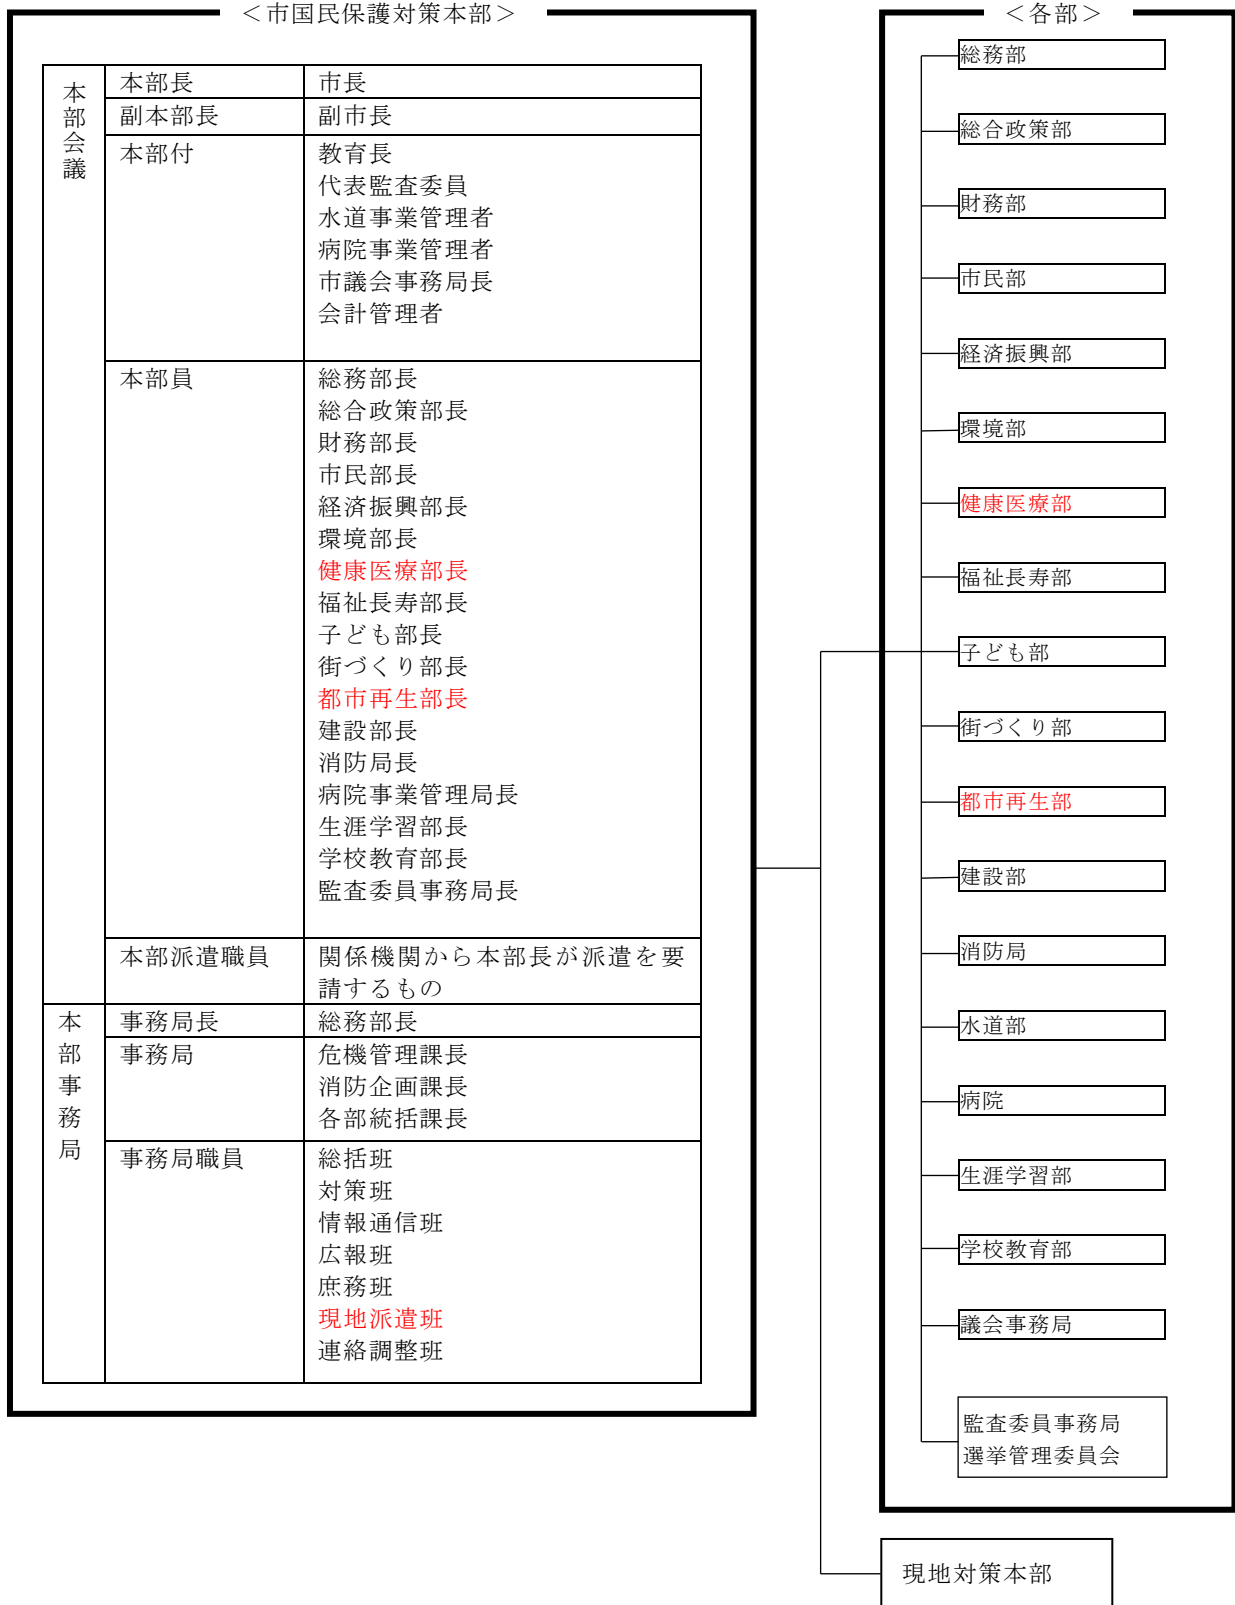 ＜市国民保護対策本部＞
本部会議
本部長
市長
副本部長
副市長
本部付
教育長
代表監査委員
水道事業管理者
病院事業管理者
市議会事務局長
会計管理者
本部員
総務部長
総合政策部長
財務部長
市民部長
経済振興部長
環境部長
健康医療部長
福祉長寿部長
子ども部長
街づくり部長
都市再生部長
建設部長
消防局長
病院事業管理局長
生涯学習部長
学校教育部長
監査委員事務局長
本部派遣職員
関係機関から本部長が派遣を要
請するもの
本部事務局
事務局長
総務部長
事務局
危機管理課長
消防企画課長
各部統括課長
事務局職員
総括班
対策班
情報通信班
広報班
庶務班
現地派遣班
連絡調整班
＜各部＞
総務部
総合政策部
財務部
市民部
経済振興部
環境部
健康医療部
福祉長寿部
子ども部
街づくり部
都市再生部
建設部
消防局
水道部
病院
生涯学習部
学校教育部
議会事務局
監査委員事務局
選挙管理委員会
現地対策本部